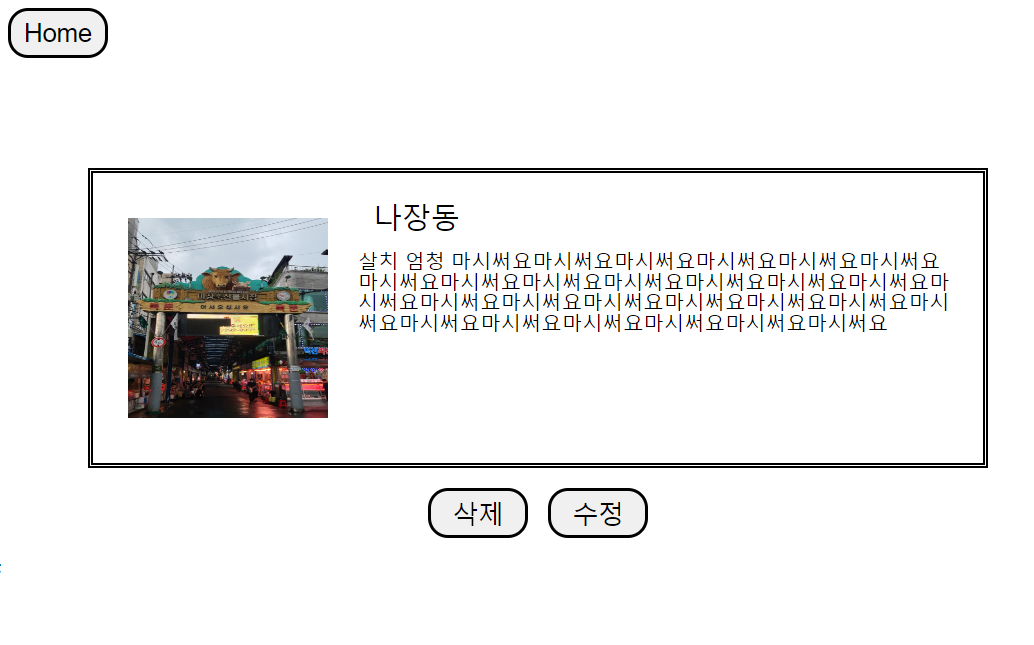 Home
나장동
살치 엄청 마시써요마시써요마시써요마시써요마시써요마시써요
마시써요마시써요마시써요마시써요마시써요마시써요마시써요마
시써요마시써요마시써요마시써요마시써요마시써요마시써요마시
써요마시써요마시써요마시써요마시써요마시써요마시써요
삭제
수정